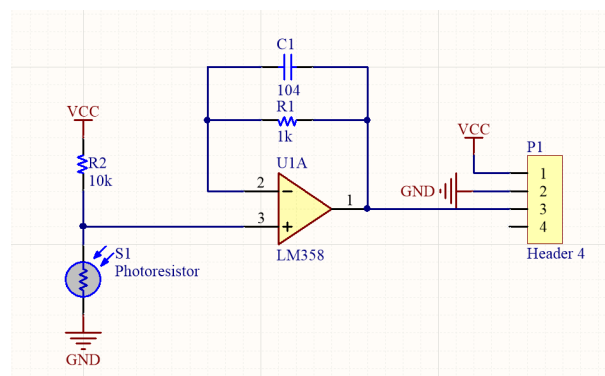 C1
104
R1
1k
VCC
R2
10k
U1A
2
3
1
LM358
S1
Photoresistor
GND
VCC
P1
1
GND
2
3
4
Header 4